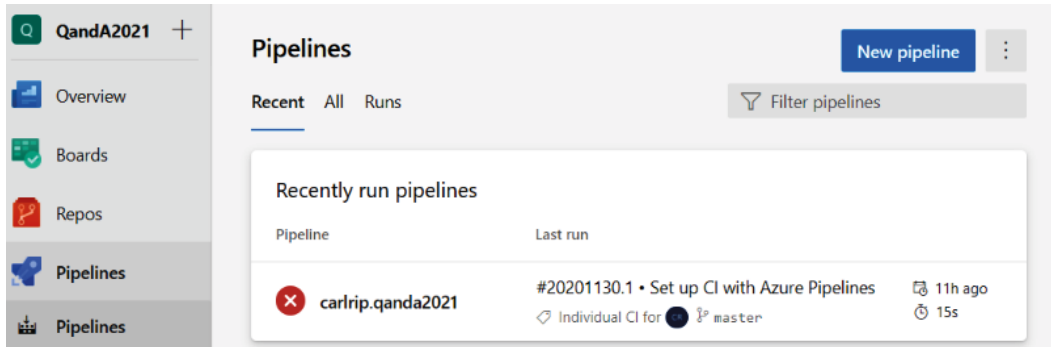 Q QandA2021
Overview
Boards
Repos
Pipelines
Pipelines
Pipelines
New pipeline
Recent All Runs
Filter pipelines
Recently run pipelines
Pipeline Last run
carlrip.qanda2021
#20201130.1 • Set up CI with Azure Pipelines
11h ago
Individual CI for CR master
15s